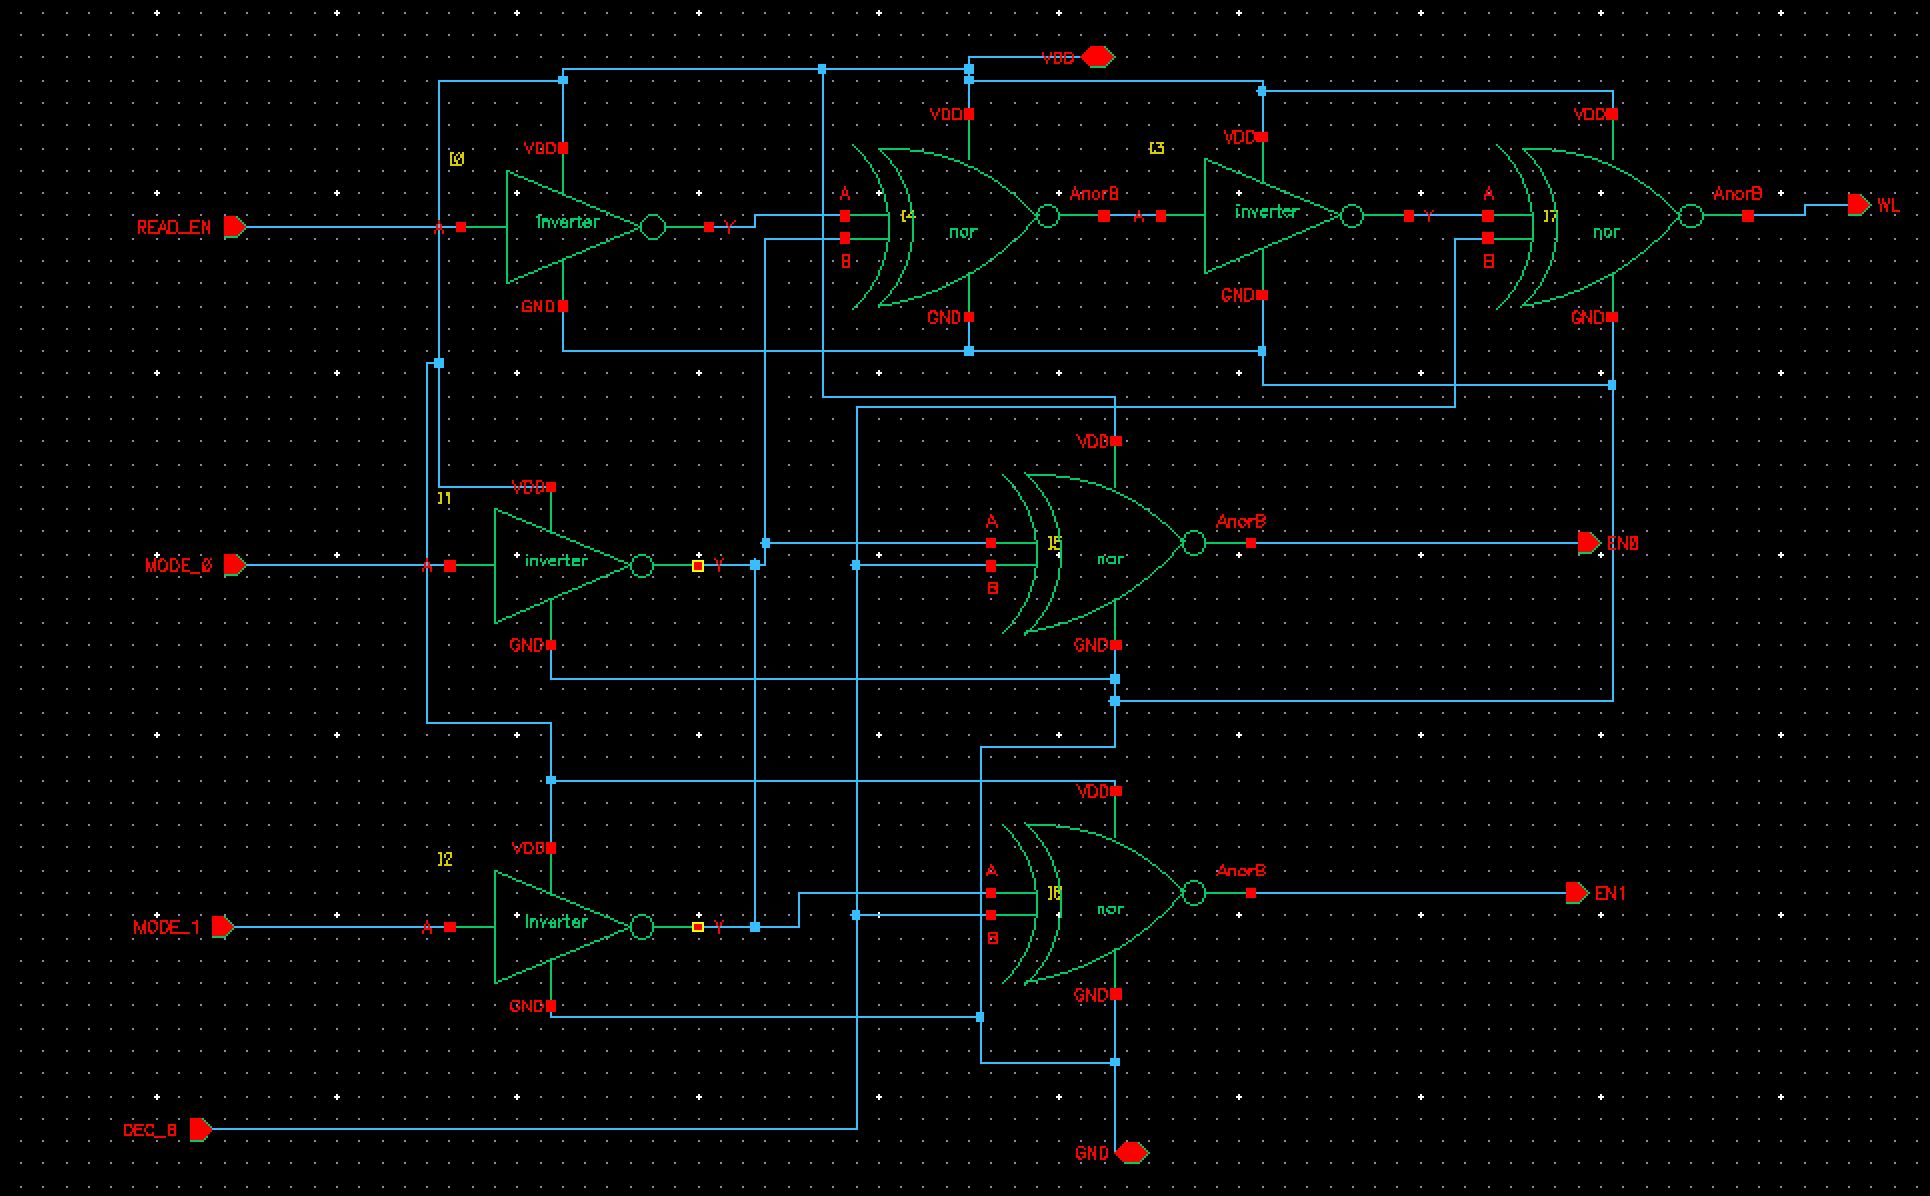 VDD
VDD
VDD
VDD
VDD
I0
I3
A
AnorB
A
AnorB
READ_EN
A
Inverter
Y
I4
nor
A
inverter
Y
I7
nor
WL
B
B
GND
GND
GND
GND
VDD
VDD
I1
A
AnorB
MODE_0
A
inverter
Y
I5
nor
EN0
B
GND
GND
VDD
VDD
I2
A
AnorB
MODE_1
A
Inverter
Y
I6
nor
EN1
B
GND
GND
DEC_B
GND